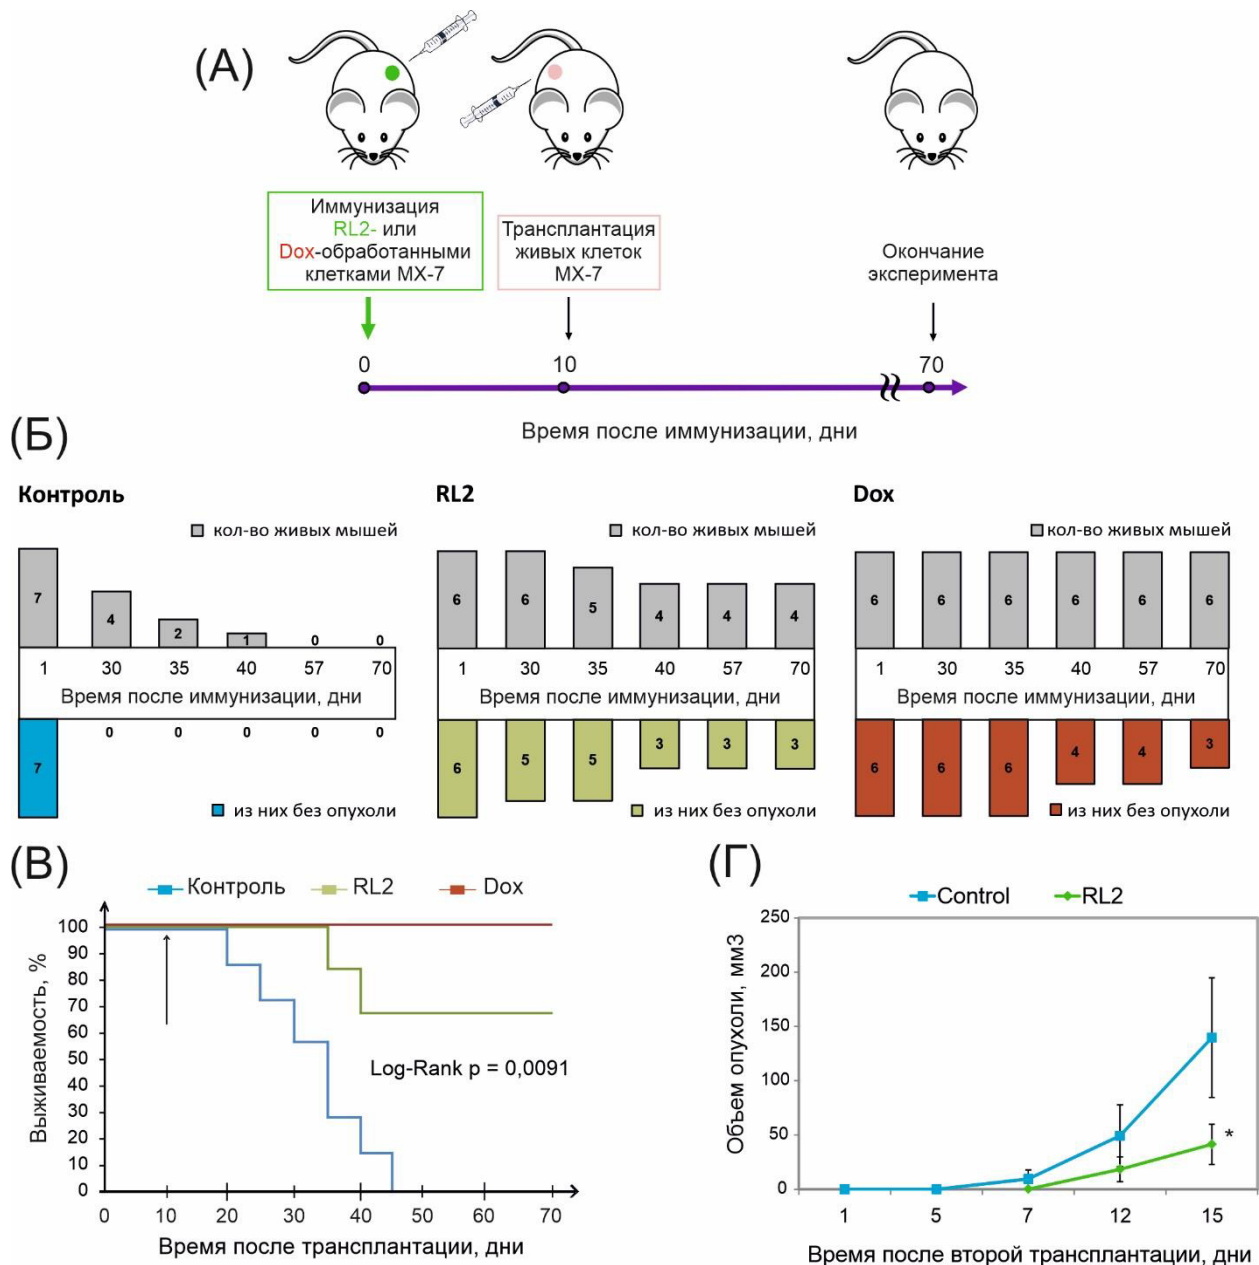 (А)
Иммунизация
RL2- или
Dox-обработанными
клетками МХ-7
Трансплантация
живых клеток
МХ-7
Окончание
эксперимента
0
10
70
Время после иммунизации, дни
(Б)
Контроль
кол-во живых мышей
7
4
2
1
0
0
1 30 35 40 57 70
Время после иммунизации, дни
7
0
0
0
0
0
из них без опухоли
RL2
кол-во живых мышей
6
6
5
4
4
4
1 30 35 40 57 70
Время после иммунизации, дни
6
5
5
3
3
3
из них без опухоли
Dox
кол-во живых мышей
6
6
6
6
6
6
1 30 35 40 57 70
Время после иммунизации, дни
6
6
6
4
4
3
из них без опухоли
(В)
Контроль RL2 Dox
Выживаемость, %
100
90
80
70
60
50
40
30
20
10
0
Log-Rank p = 0,0091
0 10 20 30 40 50 60 70
Время после трансплантации, дни
(Г)
Control RL2
Объем опухоли, мм3
250
200
150
100
50
0
*
1 5 7 12 15
Время после второй трансплантации, дни